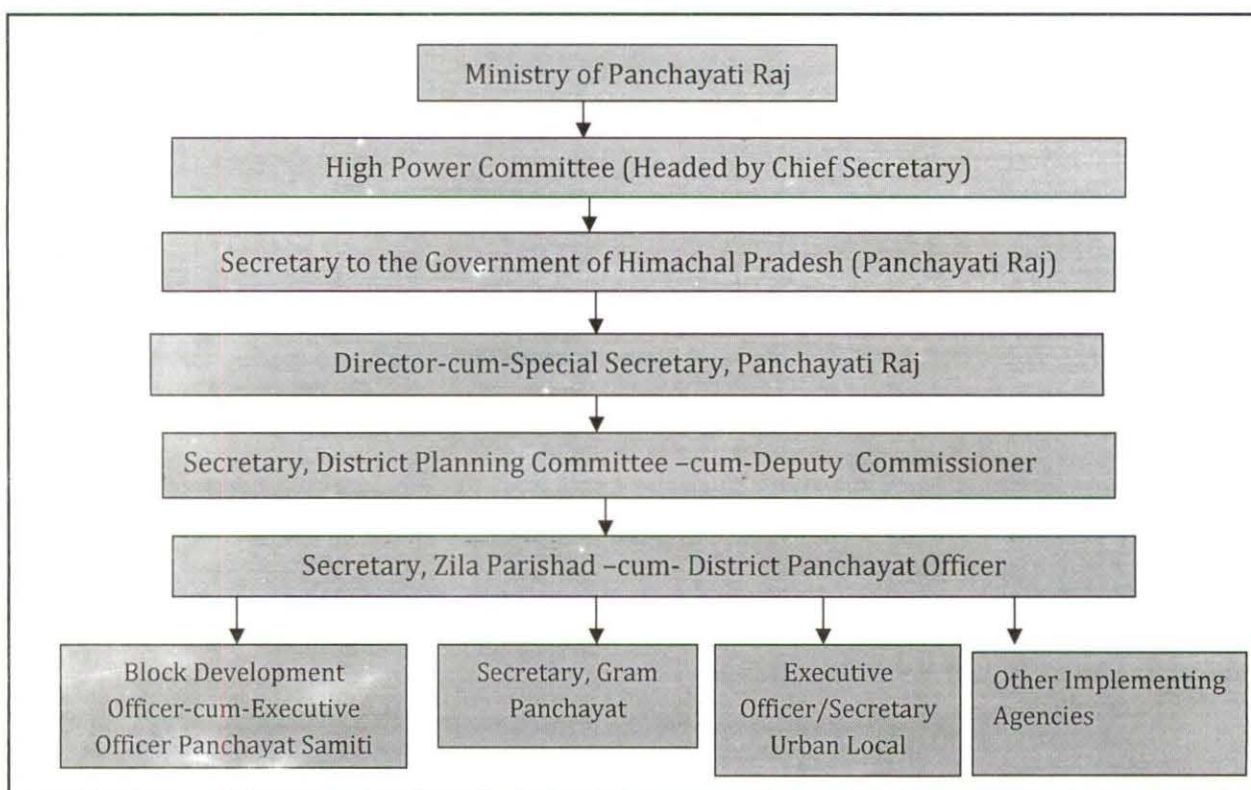 Ministry of Panchayati Raj
High Power Committee (Headed by Chief Secretary)
Secretary to the Government of Himachal Pradesh (Panchayati Raj)
Director-cum-Special Secretary, Panchayati Raj
Secretary, District Planning Committee –cum-Deputy Commissioner
Secretary, Zila Parishad –cum- District Panchayat Officer
Block Development
Officer-cum-Executive
Officer Panchayat Samiti
Secretary, Gram
Panchayat
Executive
Officer/Secretary
Urban Local
Other Implementing
Agencies